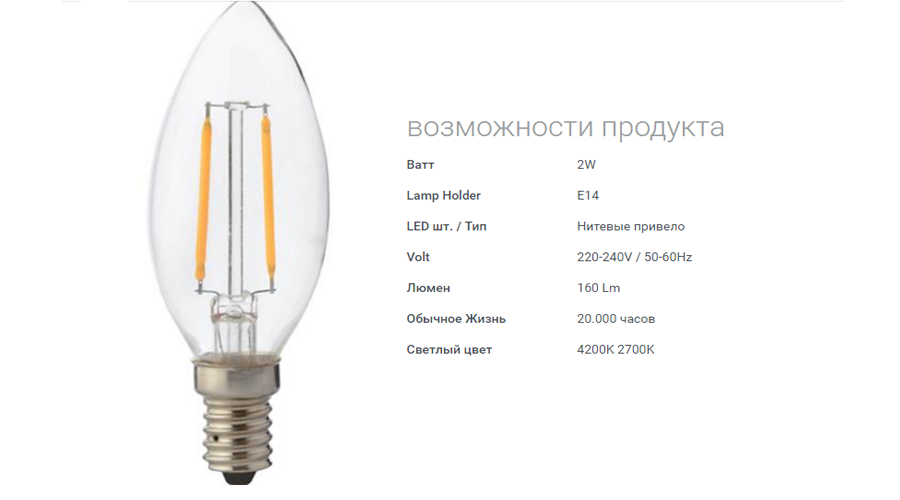 возможности продукта
Ватт 2W
Lamp Holder E14
LED шт. / Тип Нитевые привело
Volt 220-240V / 50-60Hz
Люмен 160 Lm
Обычное Жизнь 20.000 часов
Светлый цвет 4200K 2700K